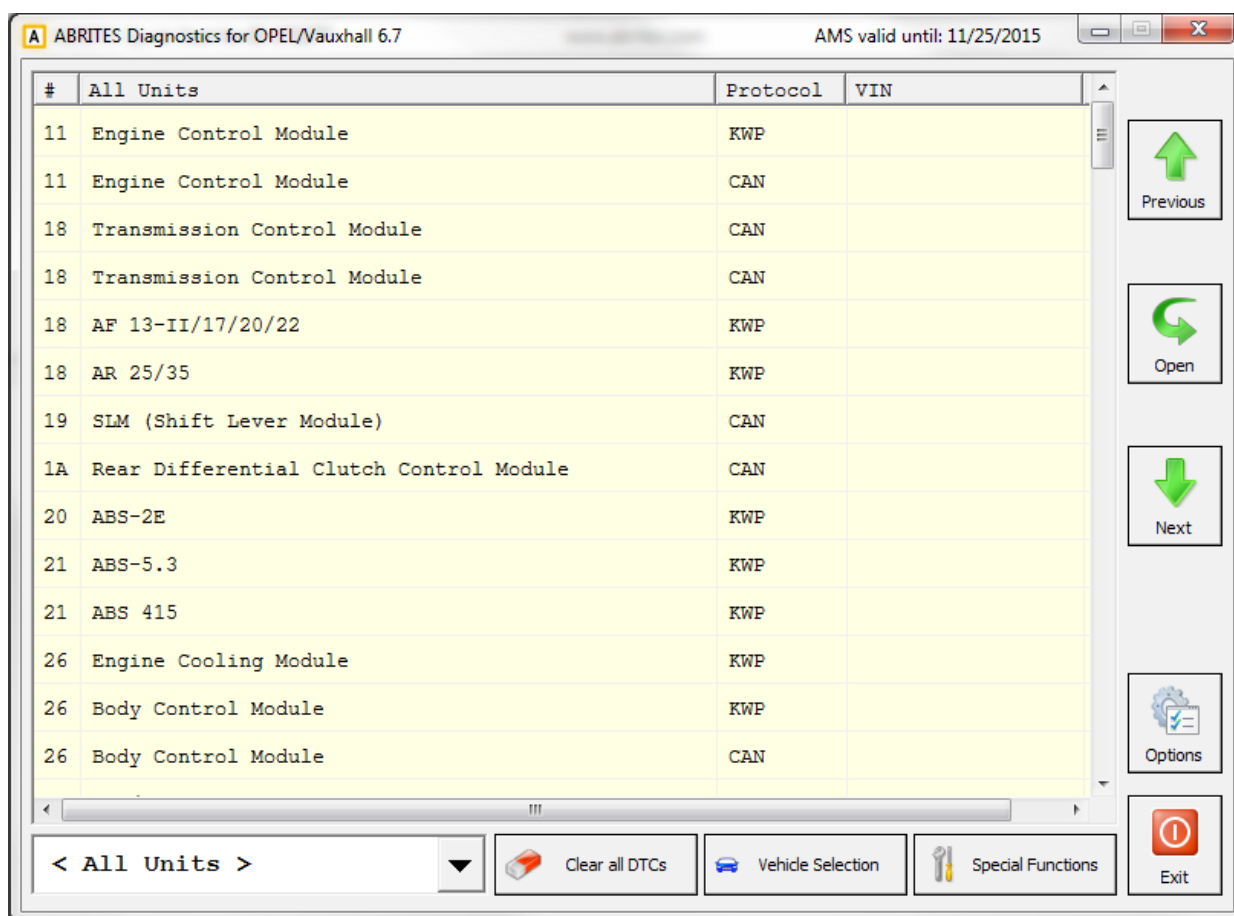 A ABRITES Diagnostics for OPEL/Vauxhall 6.7 AMS valid until: 11/25/2015
# All Units Protocol VIN
11 Engine Control Module KWP
11 Engine Control Module CAN
18 Transmission Control Module CAN
18 Transmission Control Module CAN
18 AF 13-II/17/20/22 KWP
18 AR 25/35 KWP
19 SLM (Shift Lever Module) CAN
1A Rear Differential Clutch Control Module CAN
20 ABS-2E KWP
21 ABS-5.3 KWP
21 ABS 415 KWP
26 Engine Cooling Module KWP
26 Body Control Module KWP
26 Body Control Module CAN
Previous
Open
Next
Options
< All Units > Clear all DTCs Vehicle Selection Special Functions
Exit